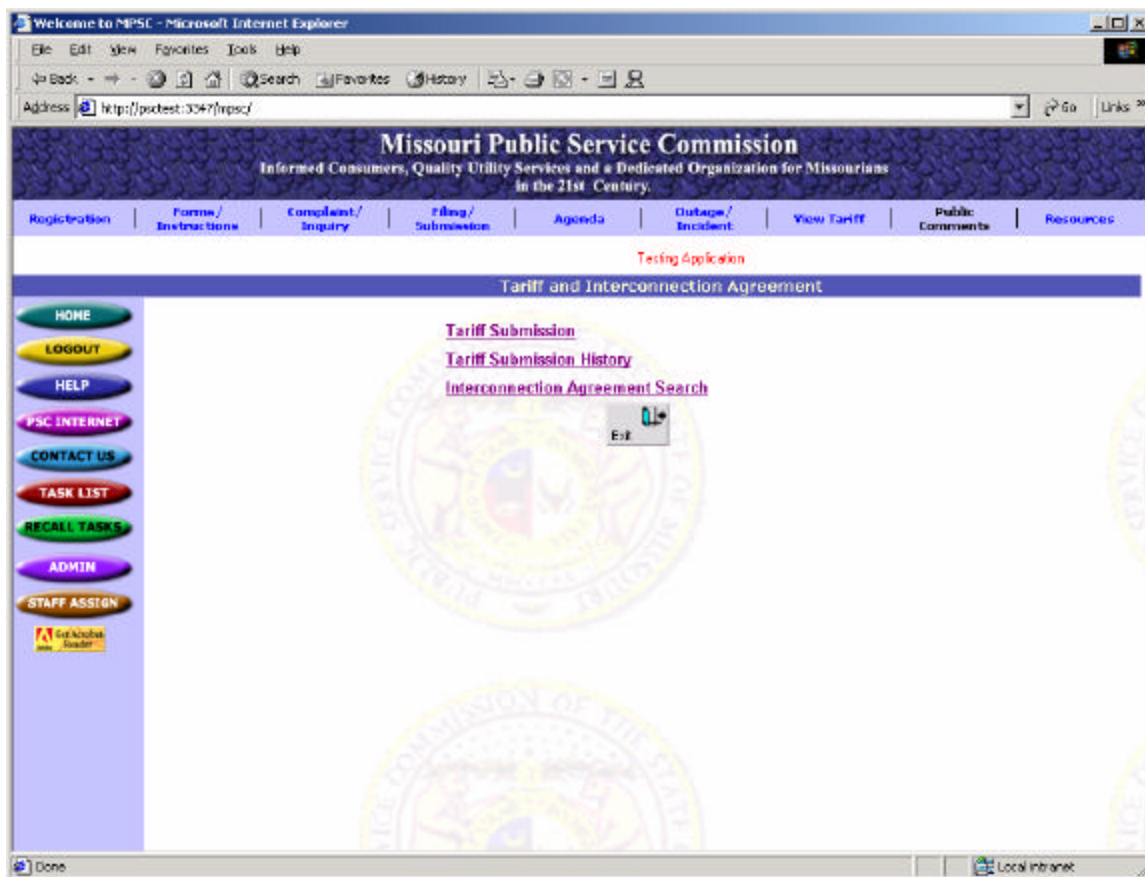 Welcome to MPSC - Microsoft Internet Explorer
File Edit View Favorites Tools Help
Back Search Favorites History
Address http://psctest:3347/mpsc/ Go Links »
Missouri Public Service Commission
Informed Consumers, Quality Utility Services and a Dedicated Organization for Missourians
in the 21st Century.
Registration | Forms/ Instructions | Complaint/ Inquiry | Filing/ Submission | Agenda | Outage/ Incident | View Tariff | Public Comments | Resources
Testing Application
Tariff and Interconnection Agreement
HOME
LOGOUT
HELP
PSC INTERNET
CONTACT US
TASK LIST
RECALL TASKS
ADMIN
STAFF ASSIGN
Get Acrobat
Reader
Tariff Submission
Tariff Submission History
Interconnection Agreement Search
Exit
Done
Local intranet